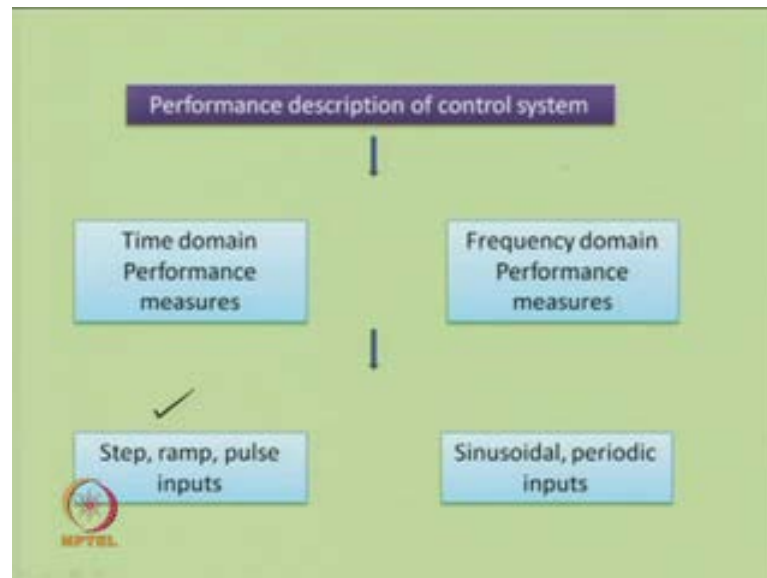 Performance description of control system
Time domain
Performance
measures
Frequency domain
Performance
measures
Step, ramp, pulse
inputs
Sinusoidal, periodic
inputs
NPTEL